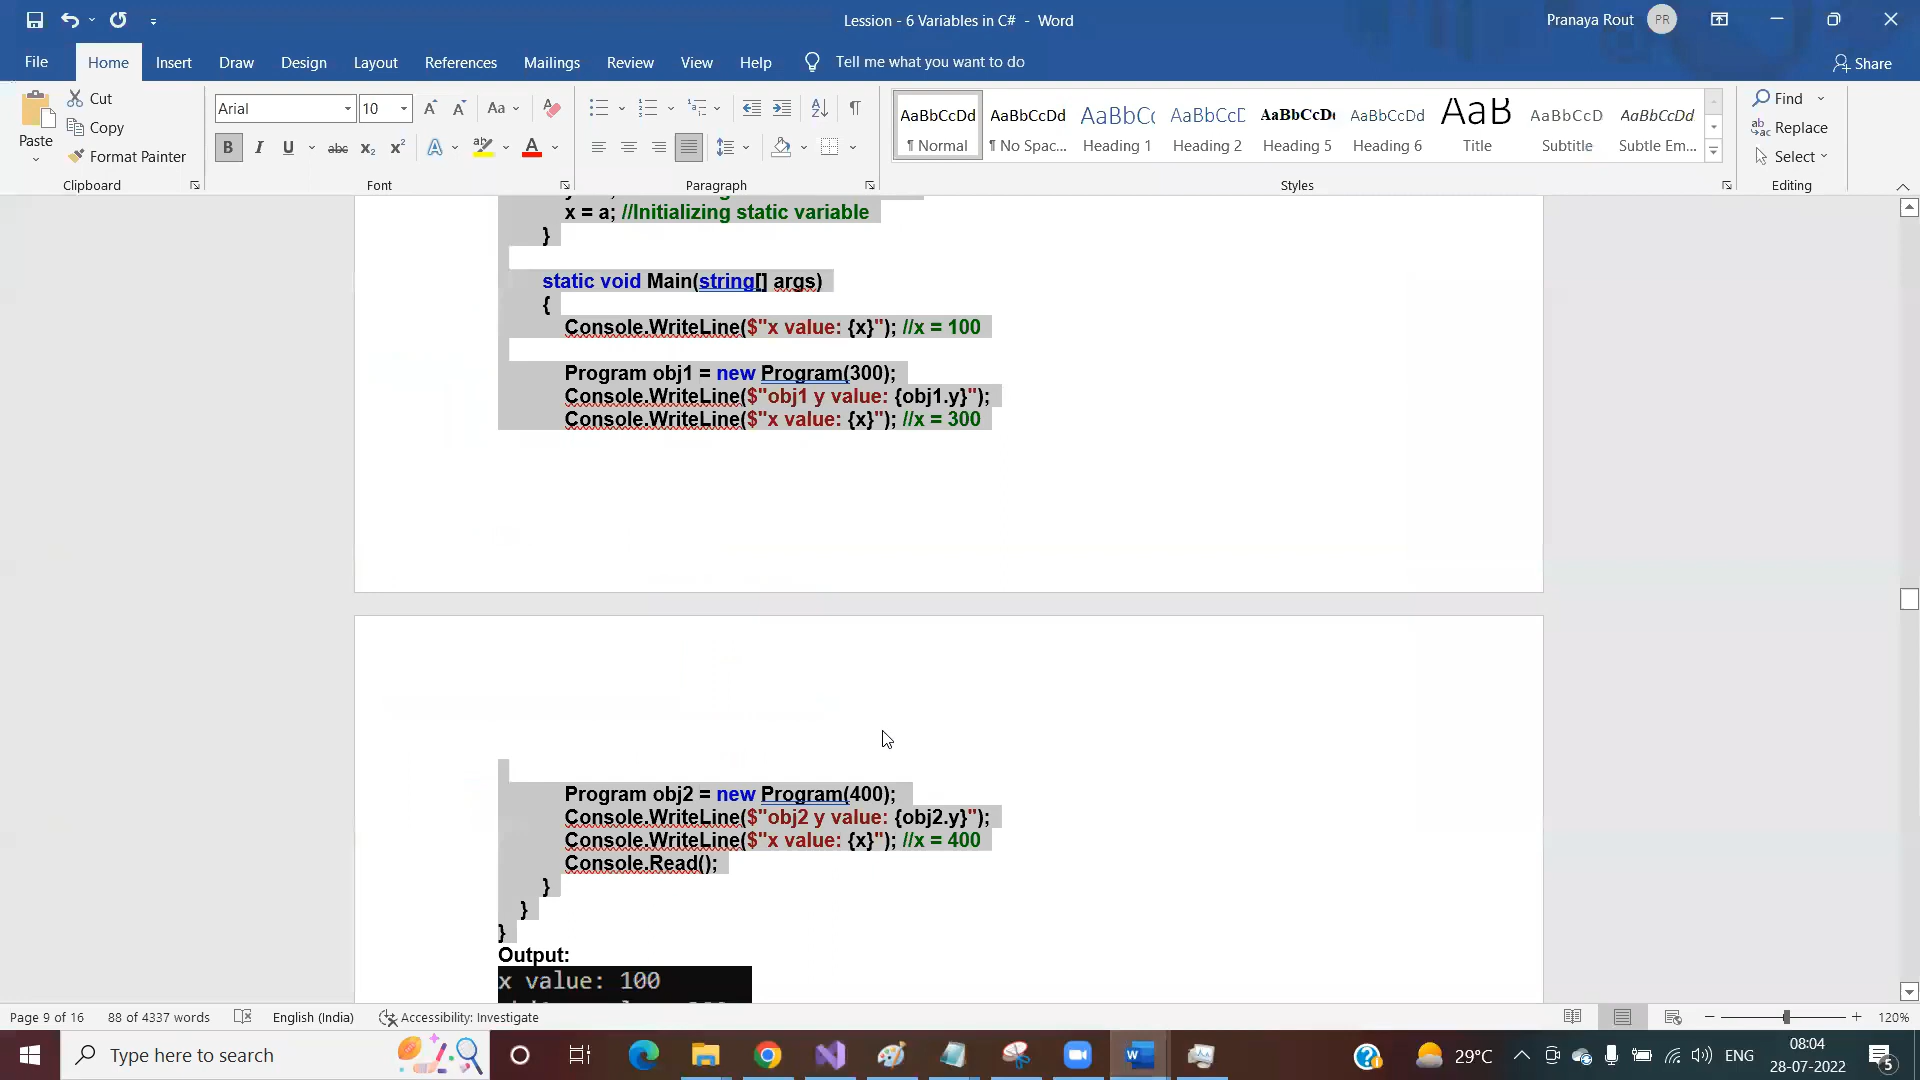 Lession - 6 Variables in C# - Word
Pranaya Rout PR
File Home Insert Draw Design Layout References Mailings Review View Help Tell me what you want to do Share
Paste
Cut
Copy
Format Painter
Clipboard
Arial 10
Font
Paragraph
AaBbCcDd AaBbCcDd AaBbCc AaBbCcD AaBbCcDd AaBbCcDd AaB AaBbCcD AaBbCcDd
¶ Normal ¶ No Spac... Heading 1 Heading 2 Heading 5 Heading 6 Title Subtitle Subtle Em...
Styles
Find
Replace
Select
Editing
x = a; //Initializing static variable
}
static void Main(string[] args)
{
Console.WriteLine($"x value: {x}"); //x = 100
Program obj1 = new Program(300);
Console.WriteLine($"obj1 y value: {obj1.y}");
Console.WriteLine($"x value: {x}"); //x = 300
Program obj2 = new Program(400);
Console.WriteLine($"obj2 y value: {obj2.y}");
Console.WriteLine($"x value: {x}"); //x = 400
Console.Read();
}
}
}
Output:
x value: 100
Page 9 of 16 88 of 4337 words English (India) Accessibility: Investigate 120%
Type here to search
29°C ENG
08:04
28-07-2022
5